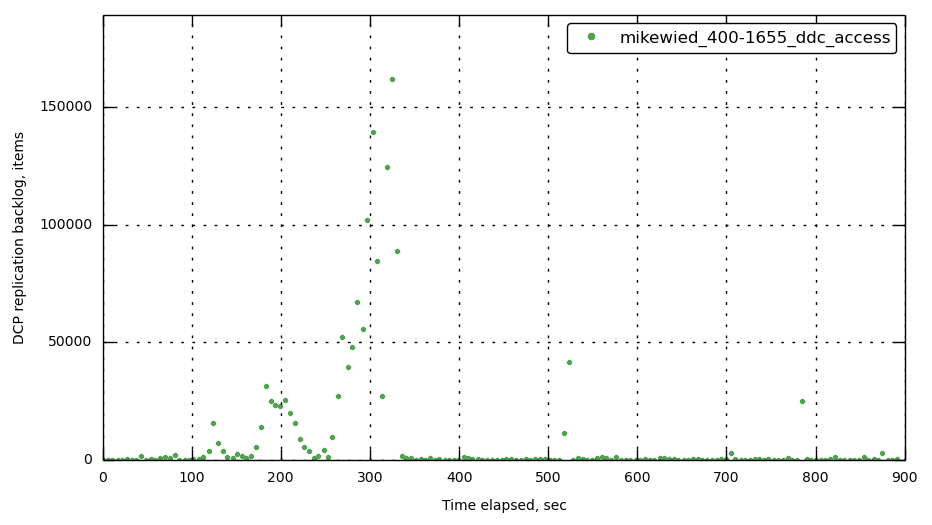 mikewied_400-1655_ddc_access
DCP replication backlog, items
150000
100000
50000
0
0 100 200 300 400 500 600 700 800 900
Time elapsed, sec